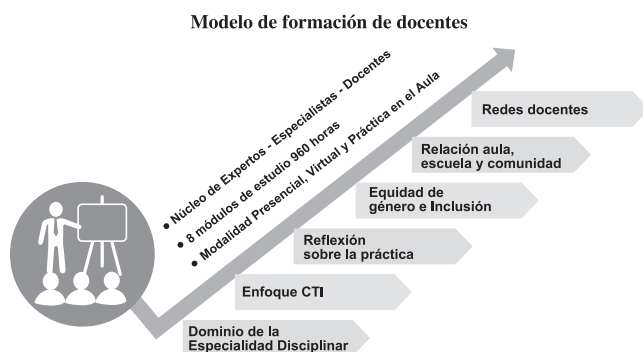 Modelo de formación de docentes
• Núcleo de Expertos - Especialistas - Docentes
• 8 módulos de estudio 960 horas
• Modalidad Presencial, Virtual y Práctica en el Aula
Redes docentes
Relación aula,
escuela y comunidad
Equidad de
género e Inclusión
Reflexión
sobre la práctica
Enfoque CTI
Dominio de la
Especialidad Disciplinar